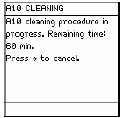 A10 CLEANING
A10 cleaning procedure in
progress. Remaining time:
60 min.
Press → to cancel